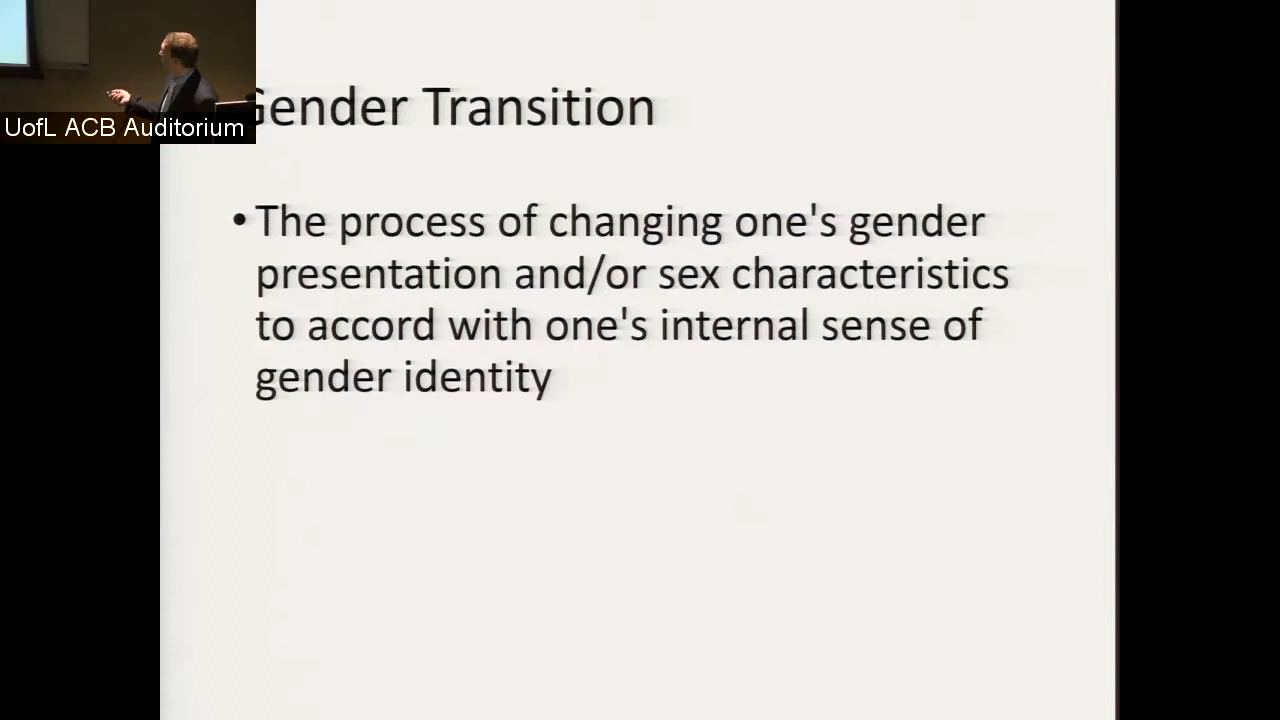 Gender Transition
UofL ACB Auditorium
• The process of changing one's gender
presentation and/or sex characteristics
to accord with one's internal sense of
gender identity